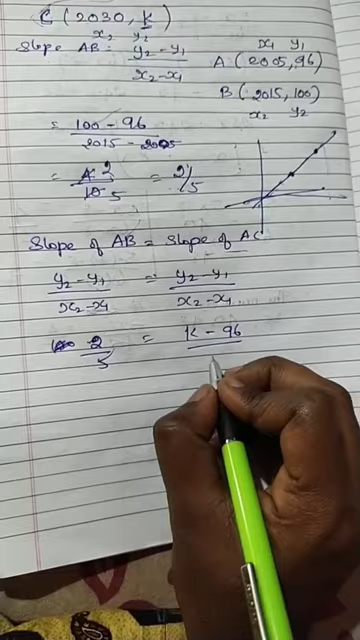 C (2030, K)
x₂ y₂
Slope AB = y₂ - y₁ / x₂ - x₁
x₁ y₁
A (2005, 96)
B (2015, 100)
x₂ y₂
= 100 - 96 / 2015 - 2005
= 4 2 / 10 5 = 2/5
Slope of AB = Slope of AC
y₂ - y₁ / x₂ - x₁ = y₂ - y₁ / x₂ - x₁
2 / 5 = K - 96